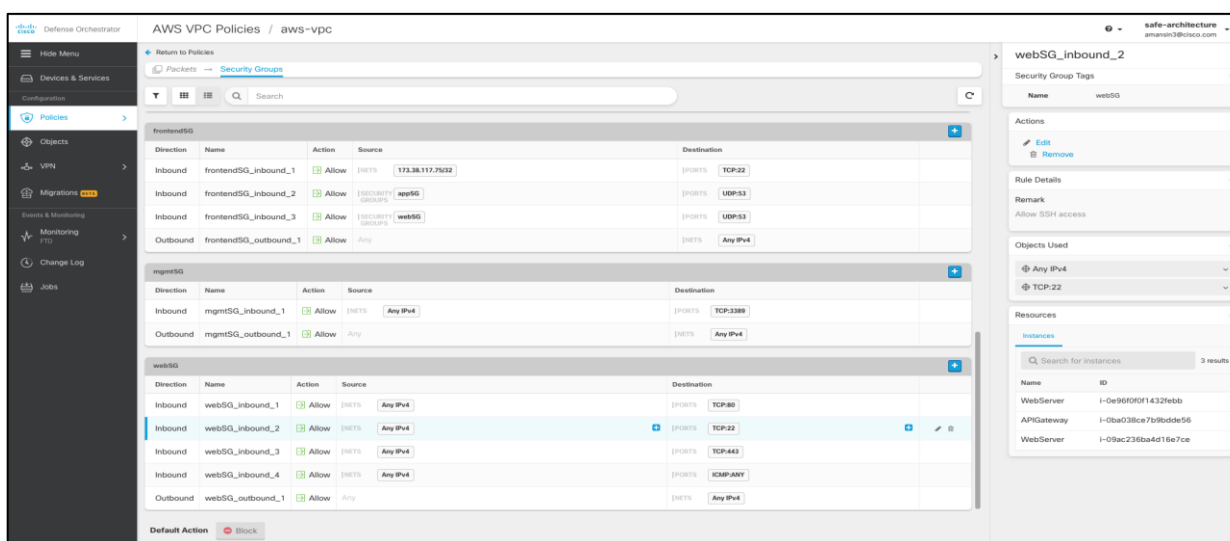 cisco Defense Orchestrator
AWS VPC Policies / aws-vpc
safe-architecture
amansin3@cisco.com
Hide Menu
Devices & Services
Configuration
Policies
Objects
VPN
Migrations BETA
Events & Monitoring
Monitoring
FTD
Change Log
Jobs
Return to Policies
Packets → Security Groups
Search
frontendSG
Direction Name Action Source Destination
Inbound frontendSG_inbound_1 Allow NETS 173.38.117.75/32 PORTS TCP:22
Inbound frontendSG_inbound_2 Allow SECURITY GROUPS appSG PORTS UDP:53
Inbound frontendSG_inbound_3 Allow SECURITY GROUPS webSG PORTS UDP:53
Outbound frontendSG_outbound_1 Allow Any NETS Any IPv4
mgmtSG
Direction Name Action Source Destination
Inbound mgmtSG_inbound_1 Allow NETS Any IPv4 PORTS TCP:3389
Outbound mgmtSG_outbound_1 Allow Any NETS Any IPv4
webSG
Direction Name Action Source Destination
Inbound webSG_inbound_1 Allow NETS Any IPv4 PORTS TCP:80
Inbound webSG_inbound_2 Allow NETS Any IPv4 PORTS TCP:22
Inbound webSG_inbound_3 Allow NETS Any IPv4 PORTS TCP:443
Inbound webSG_inbound_4 Allow NETS Any IPv4 PORTS ICMP:ANY
Outbound webSG_outbound_1 Allow Any NETS Any IPv4
Default Action Block
webSG_inbound_2
Security Group Tags
Name webSG
Actions
Edit
Remove
Rule Details
Remark
Allow SSH access
Objects Used
Any IPv4
TCP:22
Resources
Instances
Search for instances 3 results
Name ID
WebServer i-0e96f0f0f1432febb
APIGateway i-0ba038ce7b9bdde56
WebServer i-09ac236ba4d16e7ce